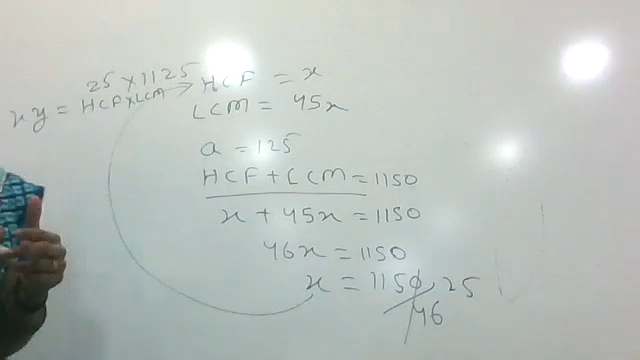 25 × 1125
xy = HCF×LCM
HCF = x
LCM = 45x
a = 125
HCF + LCM = 1150
x + 45x = 1150
46x = 1150
x = 1150 25
46